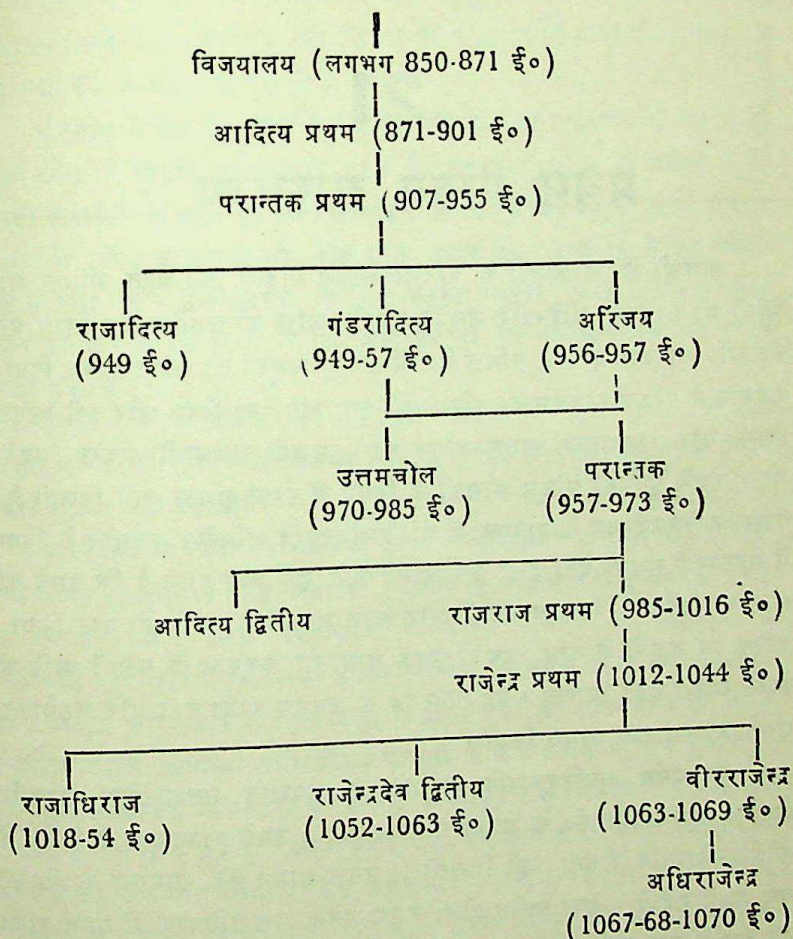 विजयालय (लगभग 850-871 ई०)
आदित्य प्रथम (871-901 ई०)
परान्तक प्रथम (907-955 ई०)
राजादित्य गंडरादित्य अरिंजय
(949 ई०) (949-57 ई०) (956-957 ई०)
उत्तमचोल परान्तक
(970-985 ई०) (957-973 ई०)
आदित्य द्वितीय राजराज प्रथम (985-1016 ई०)
राजेन्द्र प्रथम (1012-1044 ई०)
राजाधिराज राजेन्द्रदेव द्वितीय वीरराजेन्द्र
(1018-54 ई०) (1052-1063 ई०) (1063-1069 ई०)
अधिराजेन्द्र
(1067-68-1070 ई०)